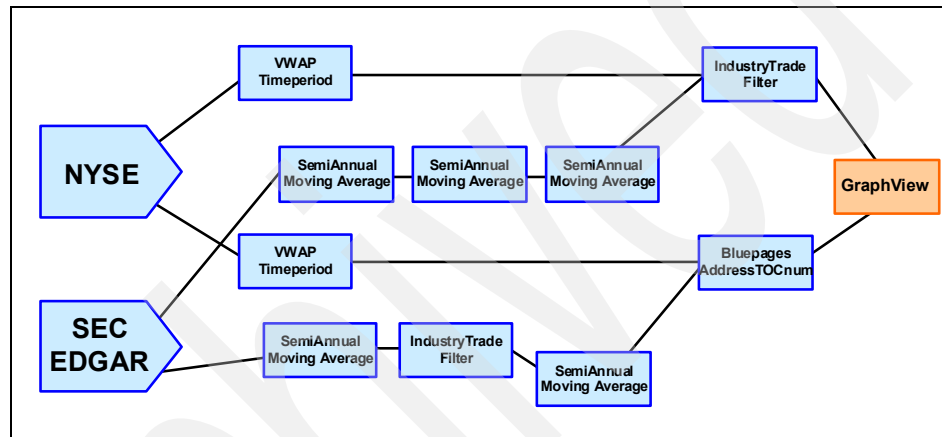 VWAP
Timeperiod
IndustryTrade
Filter
NYSE
SemiAnnual
Moving Average
SemiAnnual
Moving Average
SemiAnnual
Moving Average
GraphView
VWAP
Timeperiod
Bluepages
AddressTOCnum
SEC
EDGAR
SemiAnnual
Moving Average
IndustryTrade
Filter
SemiAnnual
Moving Average